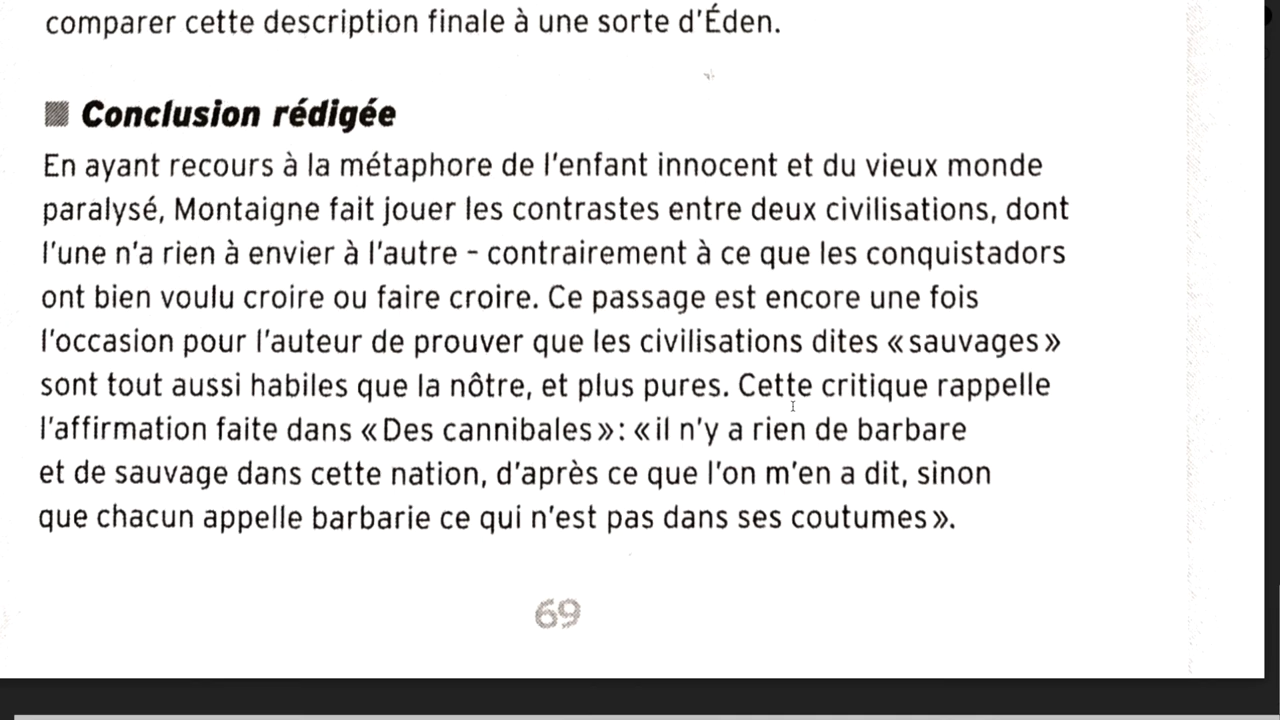 comparer cette description finale à une sorte d'Éden.
Conclusion rédigée
En ayant recours à la métaphore de l'enfant innocent et du vieux monde
paralysé, Montaigne fait jouer les contrastes entre deux civilisations, dont
l'une n'a rien à envier à l'autre – contrairement à ce que les conquistadors
ont bien voulu croire ou faire croire. Ce passage est encore une fois
l'occasion pour l'auteur de prouver que les civilisations dites « sauvages »
sont tout aussi habiles que la nôtre, et plus pures. Cette critique rappelle
l'affirmation faite dans « Des cannibales » : « il n'y a rien de barbare
et de sauvage dans cette nation, d'après ce que l'on m'en a dit, sinon
que chacun appelle barbarie ce qui n'est pas dans ses coutumes ».
69